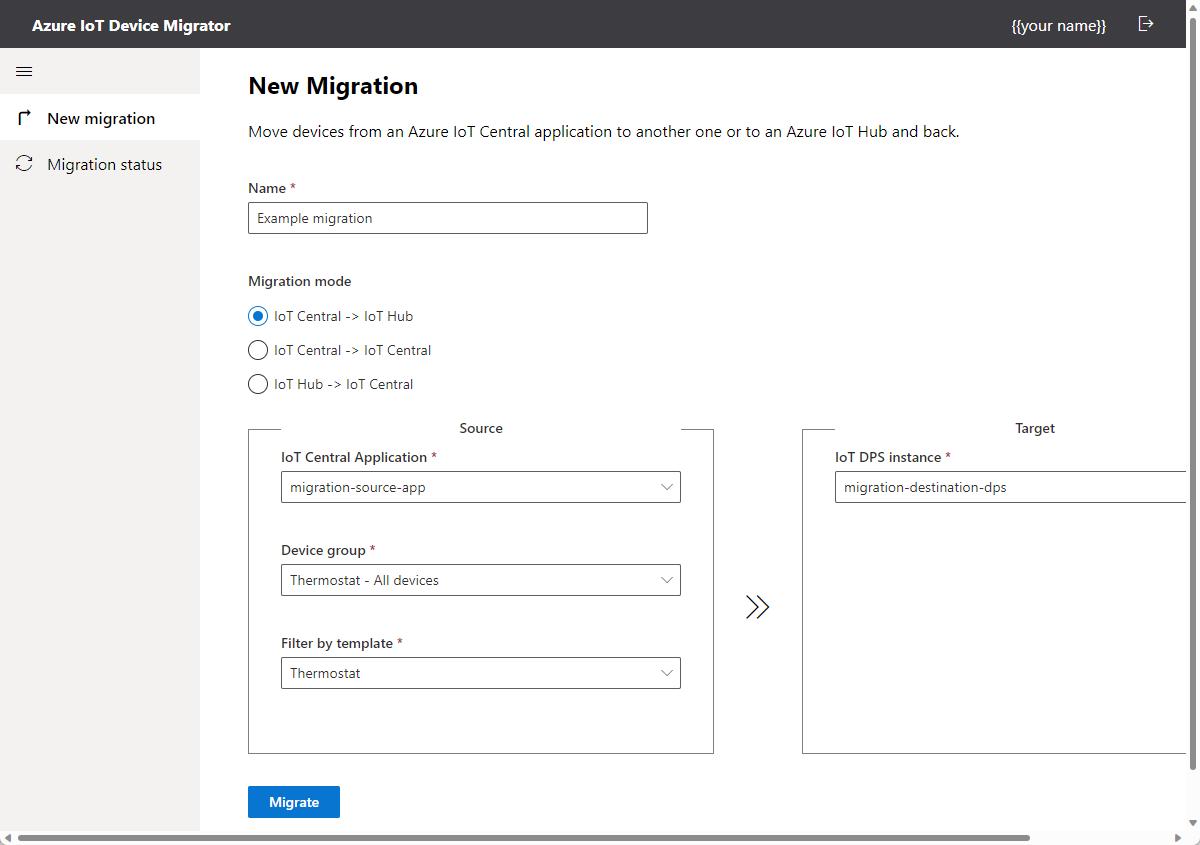 Azure IoT Device Migrator
{{your name}}
New migration
Migration status
New Migration
Move devices from an Azure IoT Central application to another one or to an Azure IoT Hub and back.
Name *
Example migration
Migration mode
IoT Central -> IoT Hub
IoT Central -> IoT Central
IoT Hub -> IoT Central
Source
IoT Central Application *
migration-source-app
Device group *
Thermostat - All devices
Filter by template *
Thermostat
Target
IoT DPS instance *
migration-destination-dps
Migrate